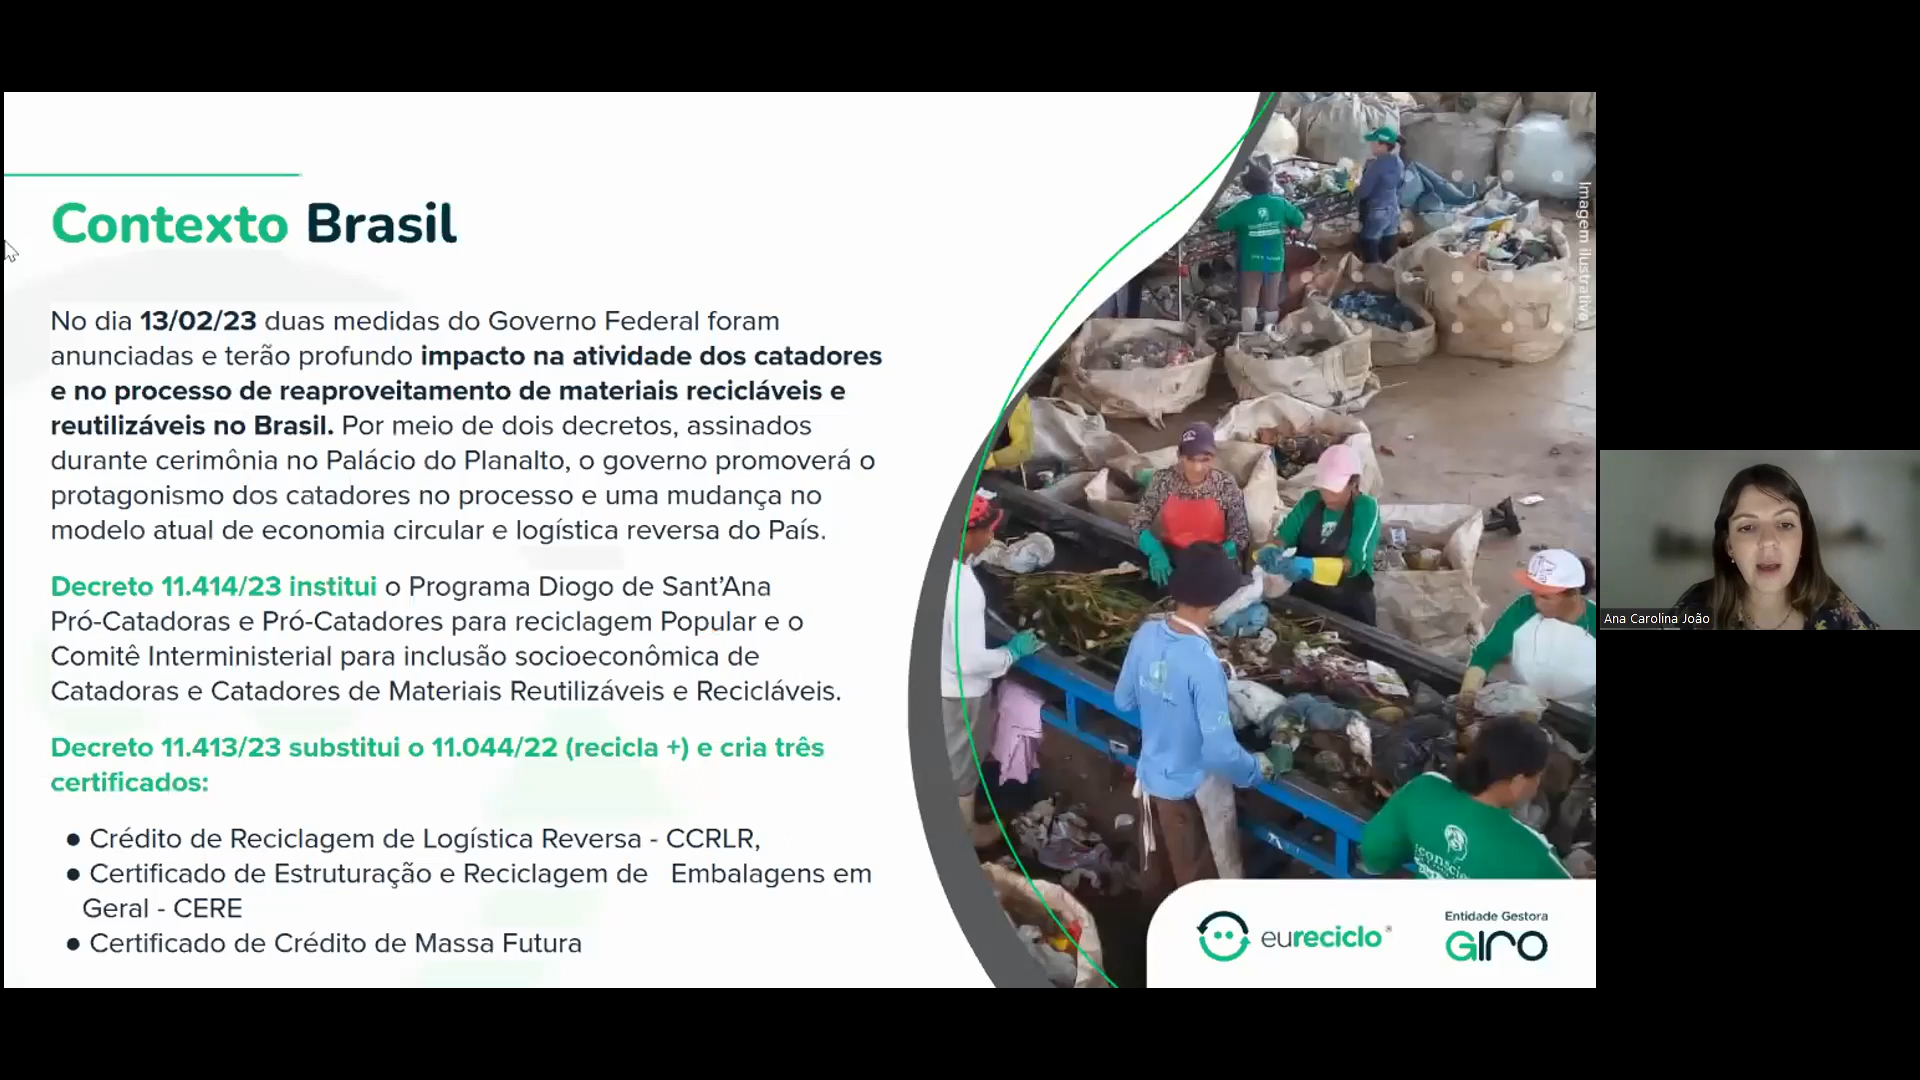 Contexto Brasil
No dia 13/02/23 duas medidas do Governo Federal foram
anunciadas e terão profundo impacto na atividade dos catadores
e no processo de reaproveitamento de materiais recicláveis e
reutilizáveis no Brasil. Por meio de dois decretos, assinados
durante cerimônia no Palácio do Planalto, o governo promoverá o
protagonismo dos catadores no processo e uma mudança no
modelo atual de economia circular e logística reversa do País.
Decreto 11.414/23 institui o Programa Diogo de Sant’Ana
Pró-Catadoras e Pró-Catadores para reciclagem Popular e o
Comitê Interministerial para inclusão socioeconômica de
Catadoras e Catadores de Materiais Reutilizáveis e Recicláveis.
Decreto 11.413/23 substitui o 11.044/22 (recicla +) e cria três
certificados:
● Crédito de Reciclagem de Logística Reversa - CCRLR,
● Certificado de Estruturação e Reciclagem de Embalagens em
Geral - CERE
● Certificado de Crédito de Massa Futura
Imagem ilustrativa
eureciclo®
Entidade Gestora
GIRO
Ana Carolina João